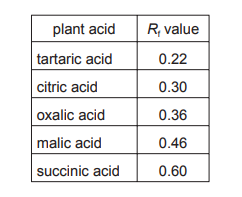 plant acid Rf value
tartaric acid 0.22
citric acid 0.30
oxalic acid 0.36
malic acid 0.46
succinic acid 0.60